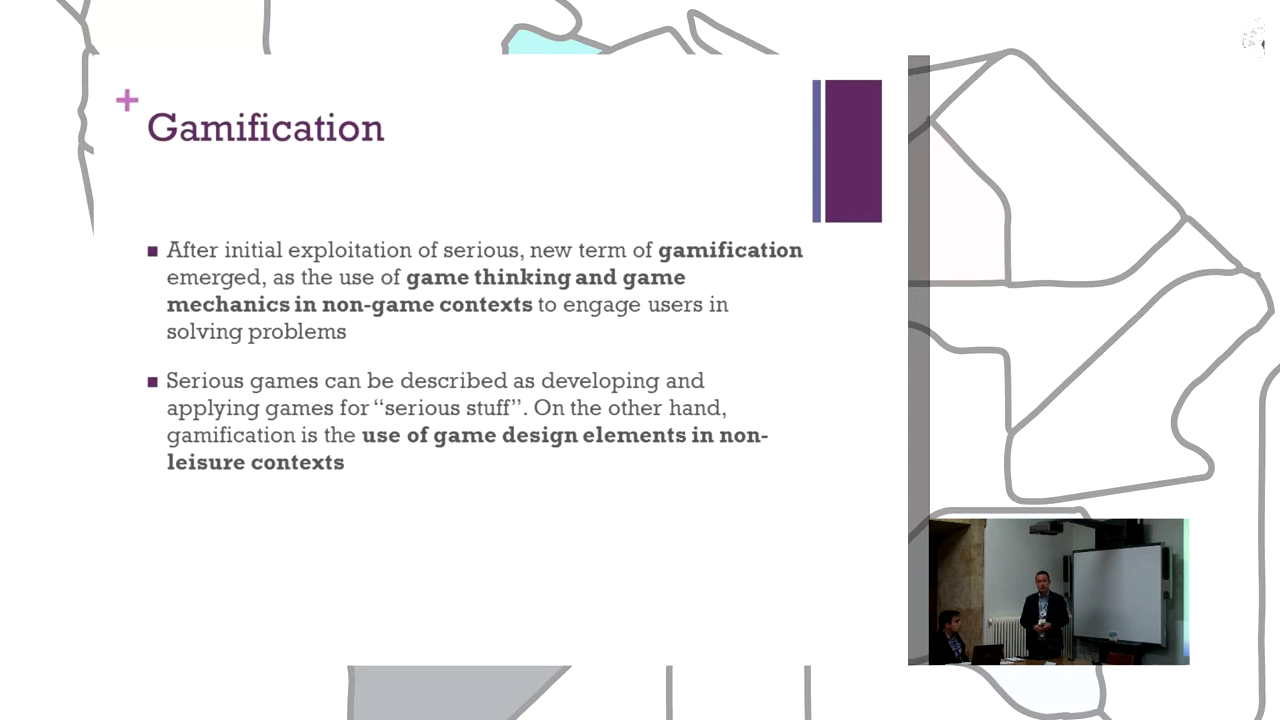 +
Gamification
■ After initial exploitation of serious, new term of gamification
emerged, as the use of game thinking and game
mechanics in non-game contexts to engage users in
solving problems
■ Serious games can be described as developing and
applying games for “serious stuff”. On the other hand,
gamification is the use of game design elements in non-
leisure contexts